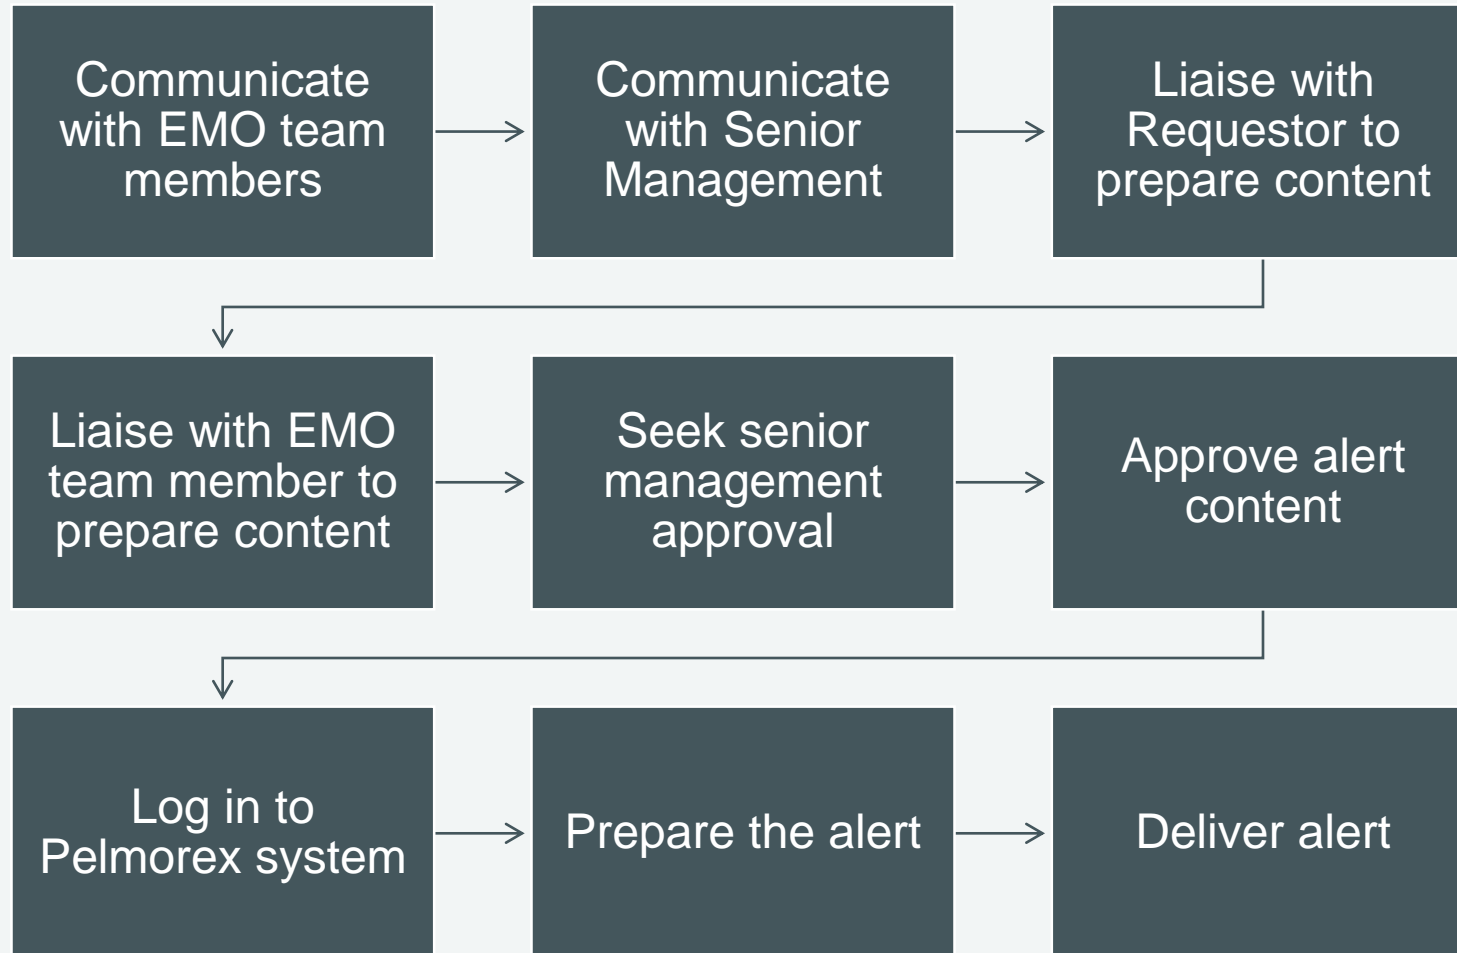 Communicate
with EMO team
members
Communicate
with Senior
Management
Liaise with
Requestor to
prepare content
Liaise with EMO
team member to
prepare content
Seek senior
management
approval
Approve alert
content
Log in to
Pelmorex system
Prepare the alert
Deliver alert